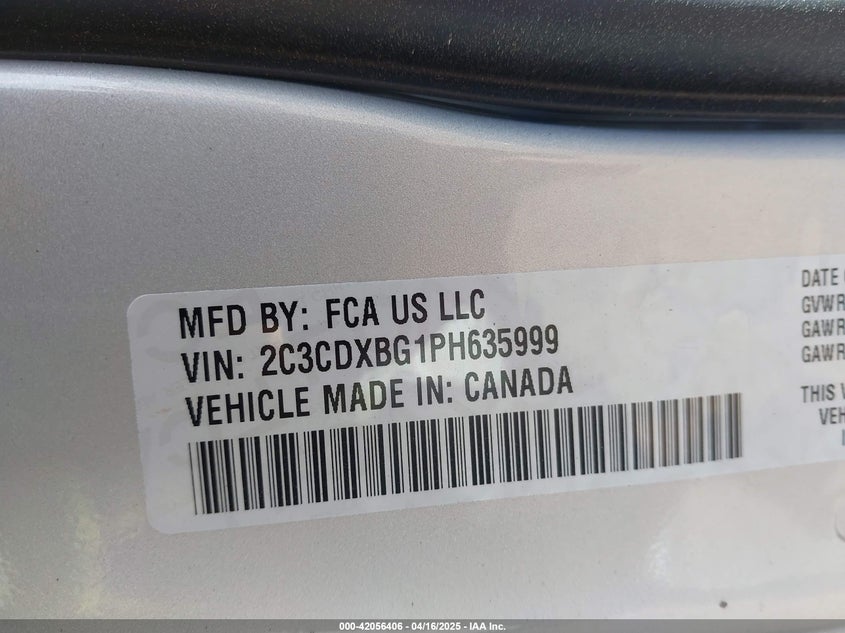 MFD BY: FCA US LLC
VIN: 2C3CDXBG1PH635999
VEHICLE MADE IN: CANADA
DATE
GVWR
GAWR
GAWR
THIS
000-42056406 - 04/16/2025 - IAA Inc.